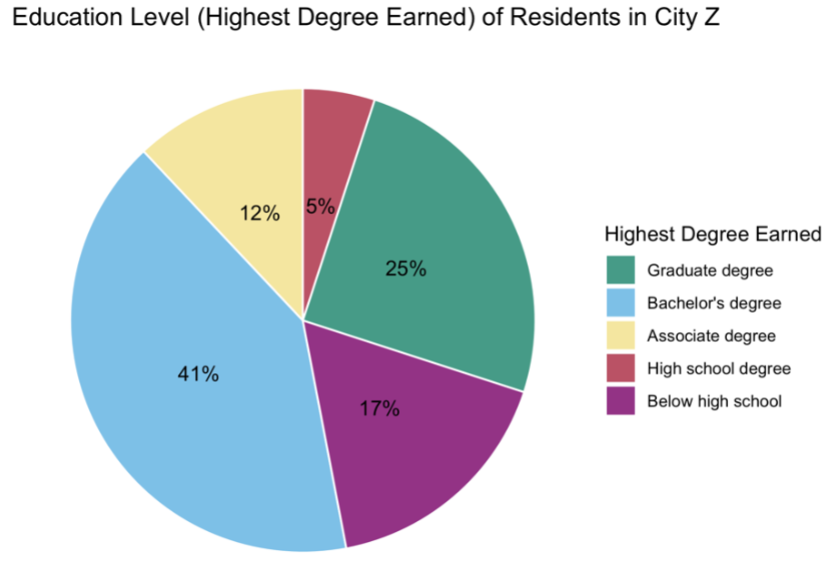 Education Level (Highest Degree Earned) of Residents in City Z
12%
5%
25%
41%
17%
Highest Degree Earned
Graduate degree
Bachelor's degree
Associate degree
High school degree
Below high school